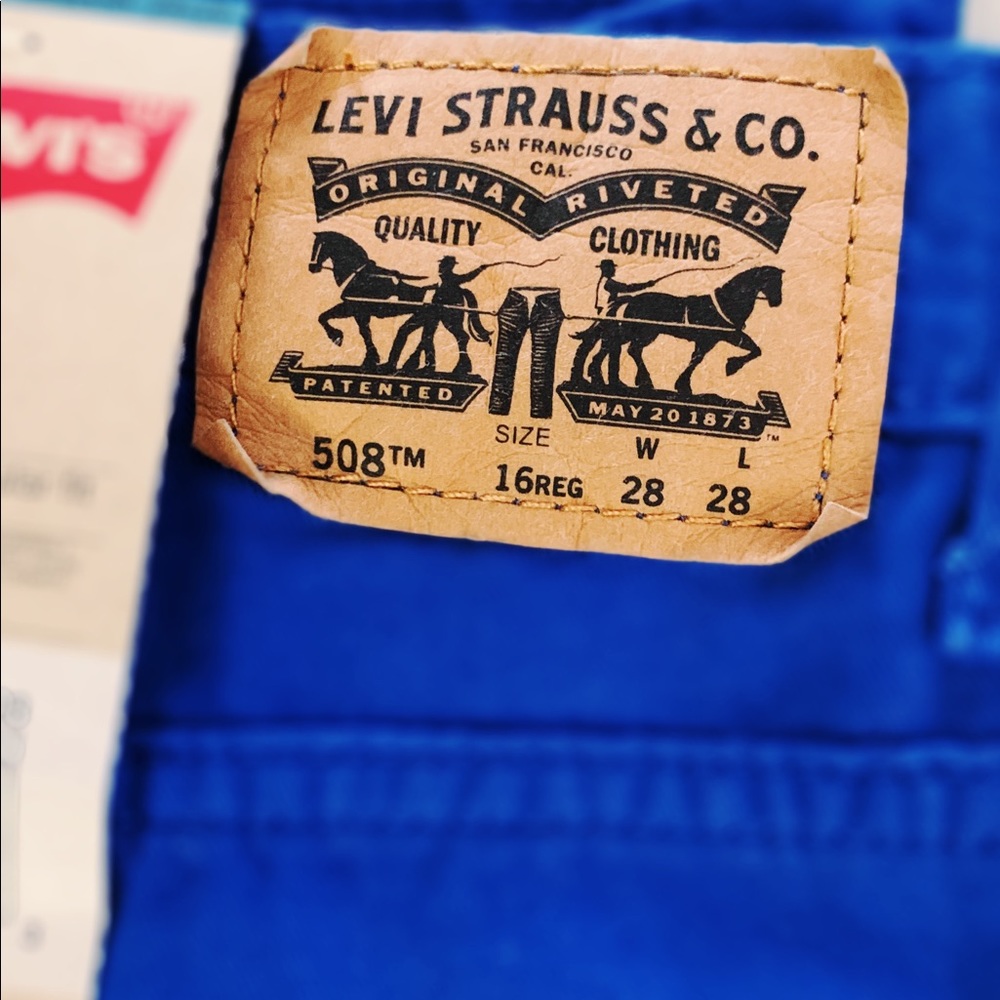 LEVI STRAUSS & CO.
SAN FRANCISCO
CAL.
ORIGINAL RIVETED
QUALITY CLOTHING
PATENTED MAY 20 1873 ™
508™ SIZE W L
16REG 28 28